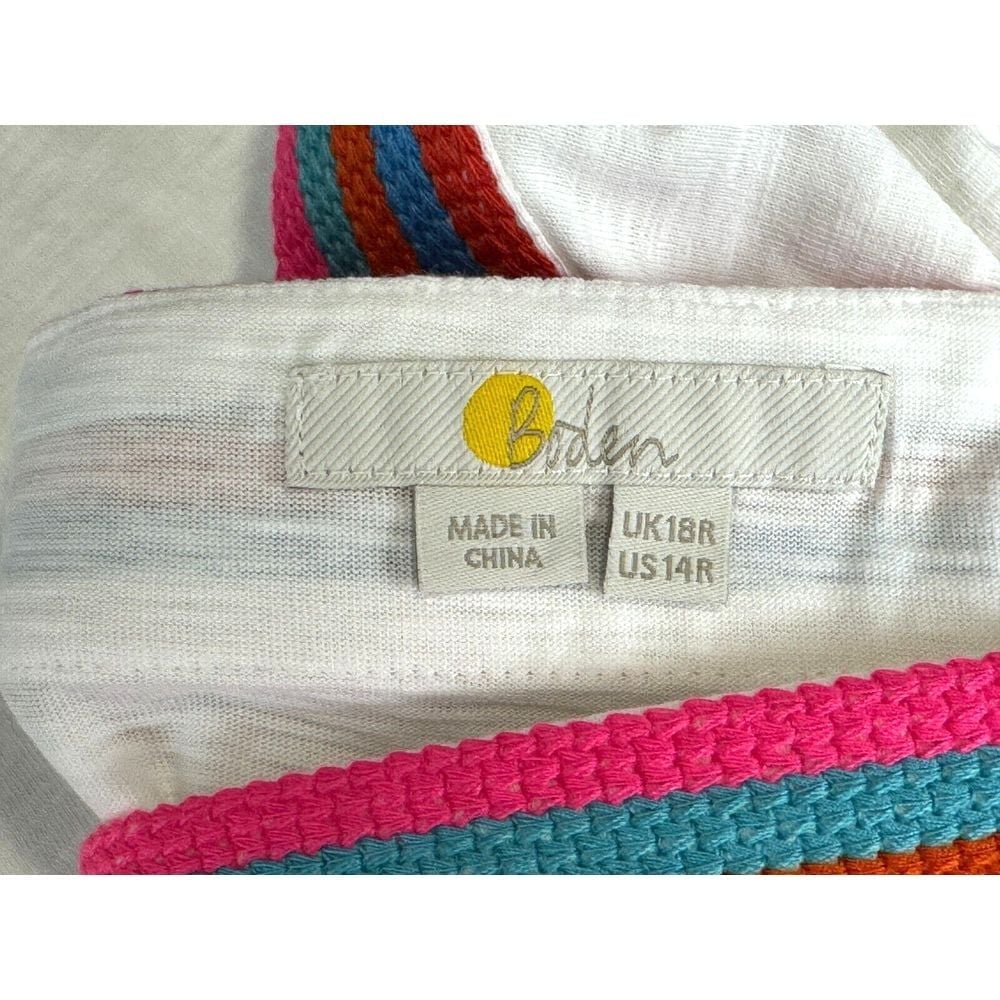 Boden
MADE IN
CHINA
UK18R
US14R